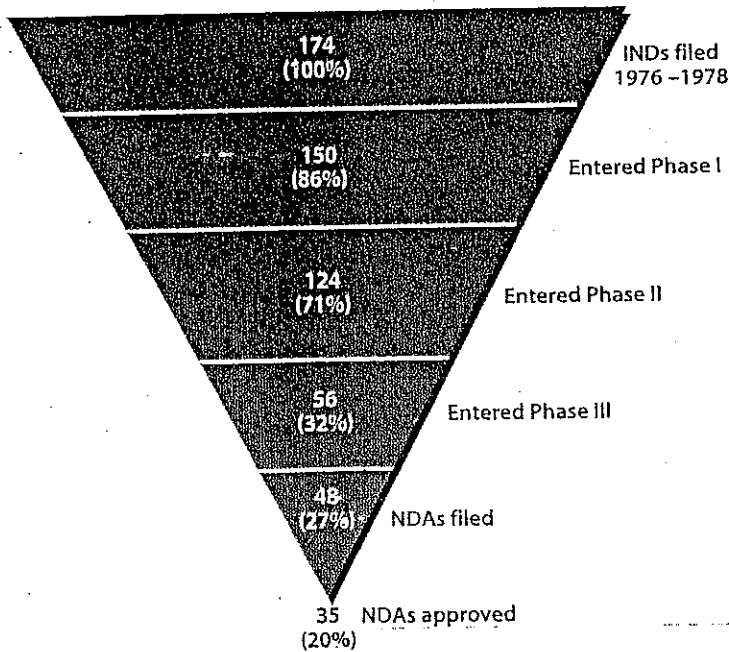 174
(100%)
INDs filed
1976 –1978
150
(86%)
Entered Phase I
124
(71%)
Entered Phase II
56
(32%)
Entered Phase III
48
(27%)
NDAs filed
35 NDAs approved
(20%)